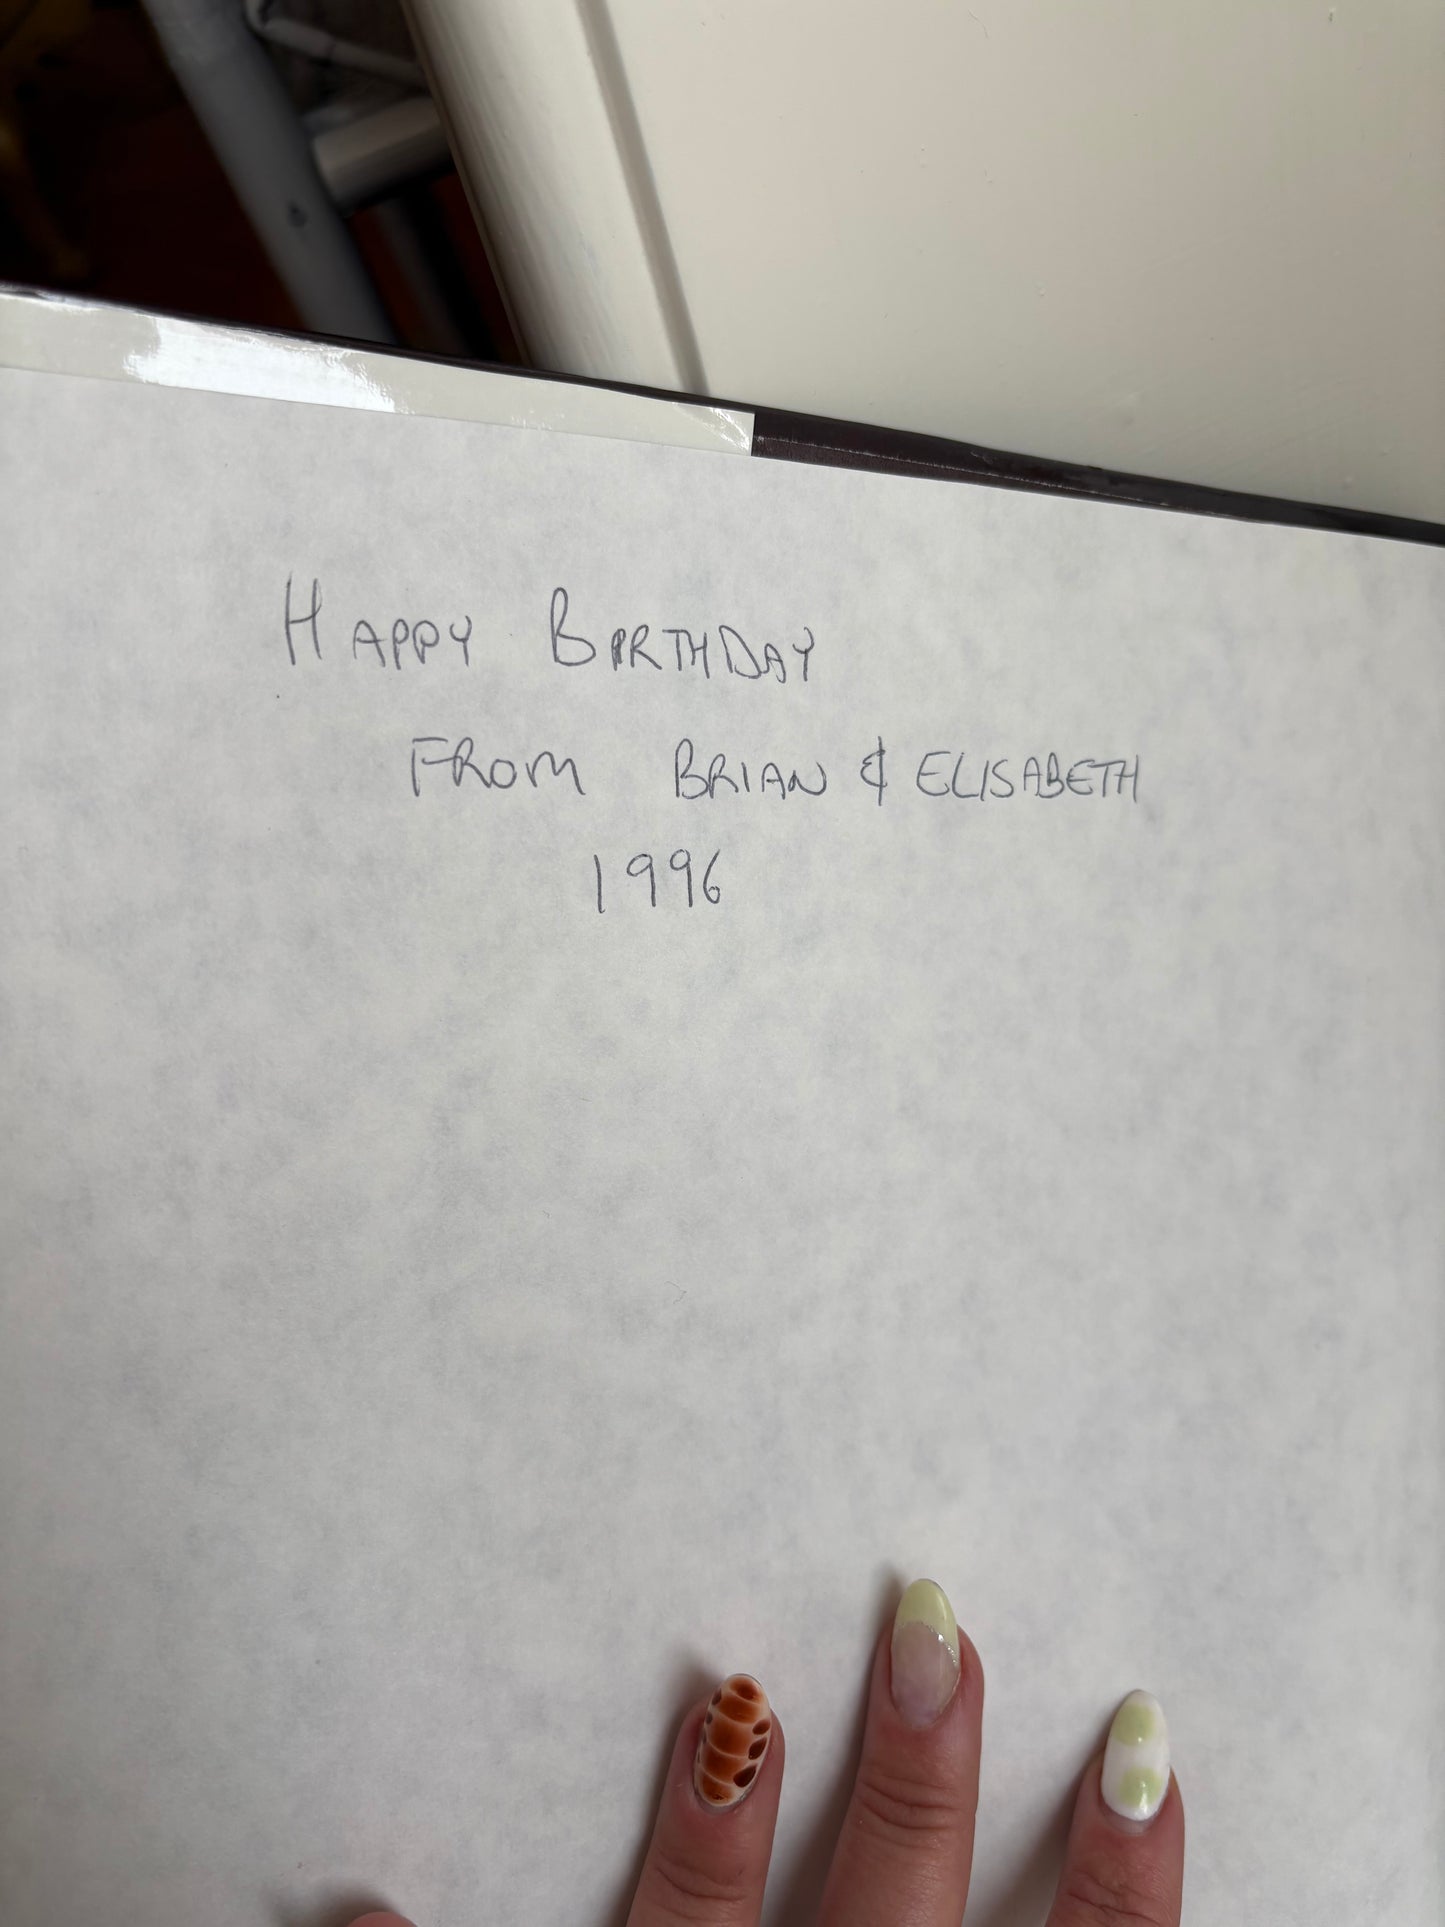 HAPPY BIRTHDAY
FROM BRIAN & ELISABETH
1996